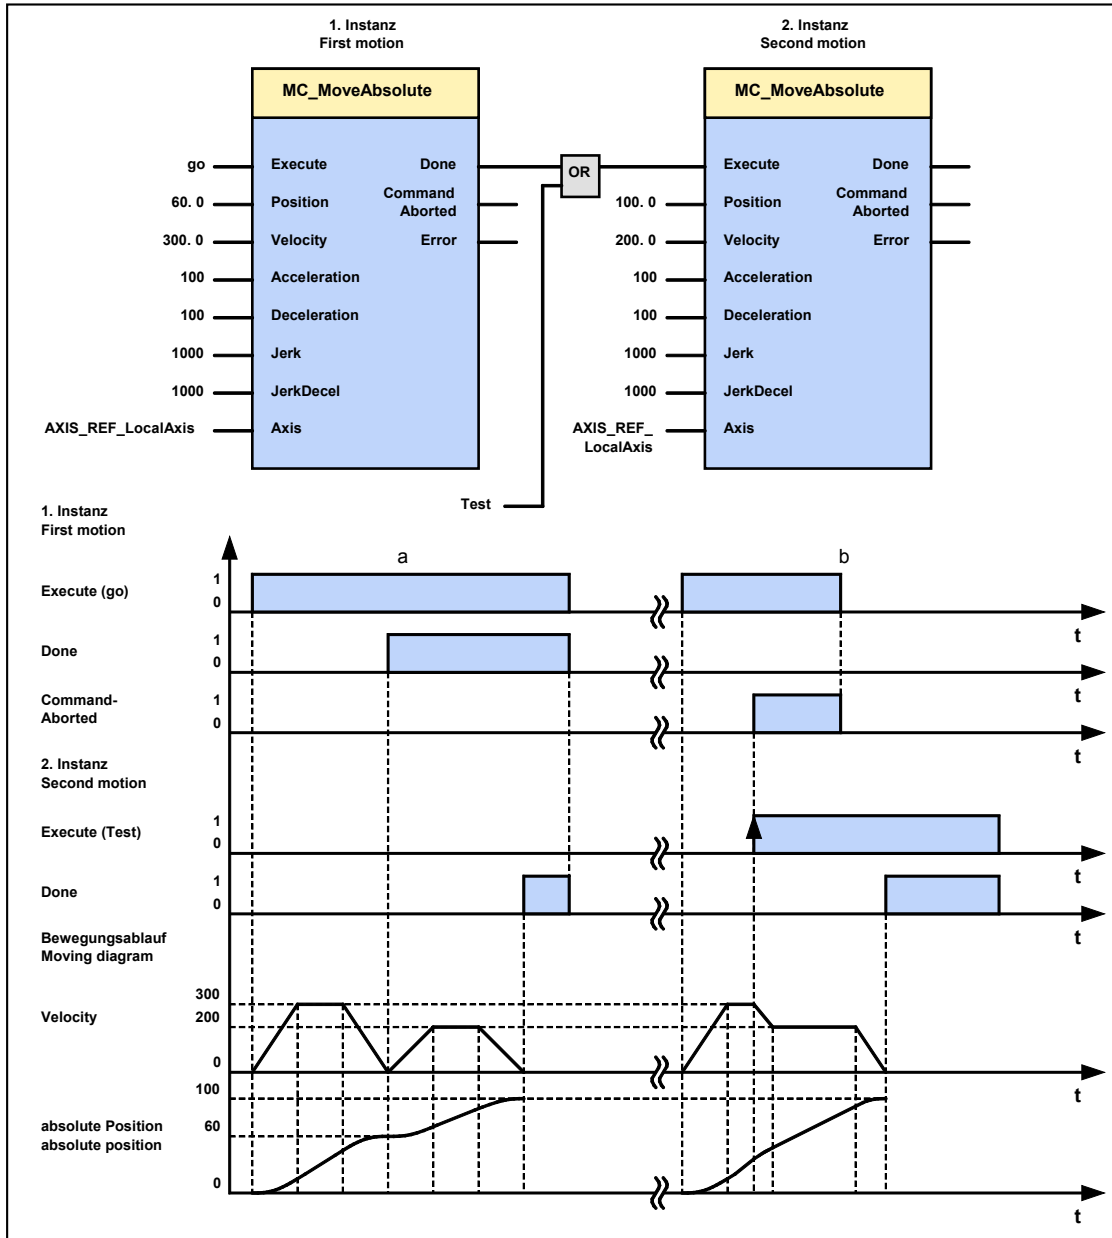 1. Instanz
First motion
2. Instanz
Second motion
MC_MoveAbsolute
MC_MoveAbsolute
go Execute Done OR Execute Done
60. 0 Position Command
Aborted 100. 0 Position Command
Aborted
300. 0 Velocity Error 200. 0 Velocity Error
100 Acceleration 100 Acceleration
100 Deceleration 100 Deceleration
1000 Jerk 1000 Jerk
1000 JerkDecel 1000 JerkDecel
AXIS_REF_LocalAxis Axis AXIS_REF_
LocalAxis Axis
Test
1. Instanz
First motion
a b
Execute (go) 1
0
t
Done 1
0
t
Command-
Aborted 1
0
t
2. Instanz
Second motion
Execute (Test) 1
0
t
Done 1
0
t
Bewegungsablauf
Moving diagram
Velocity 300
200
0
t
absolute Position
absolute position 100
60
0
t